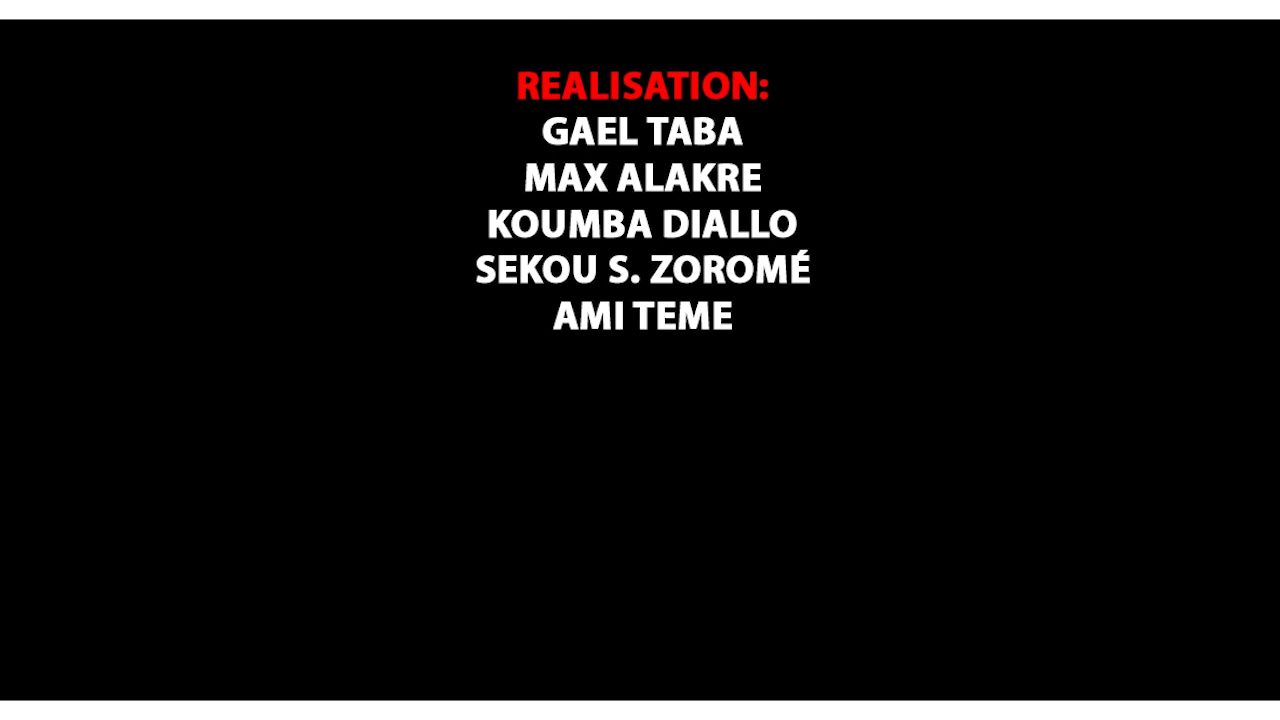 REALISATION:
GAEL TABA
MAX ALAKRE
KOUMBA DIALLO
SEKOU S. ZOROMÉ
AMI TEME